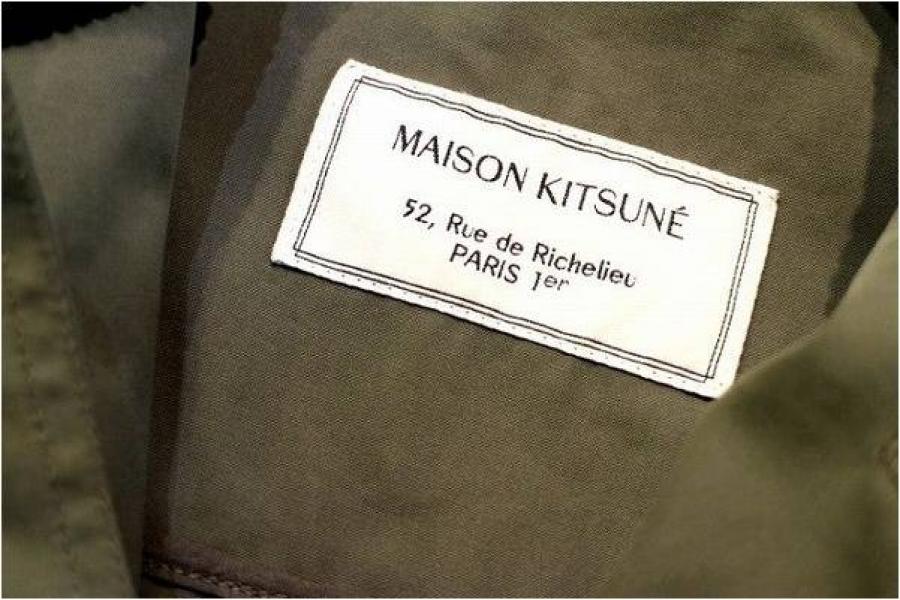 MAISON KITSUNÉ
52, Rue de Richelieu
PARIS 1er